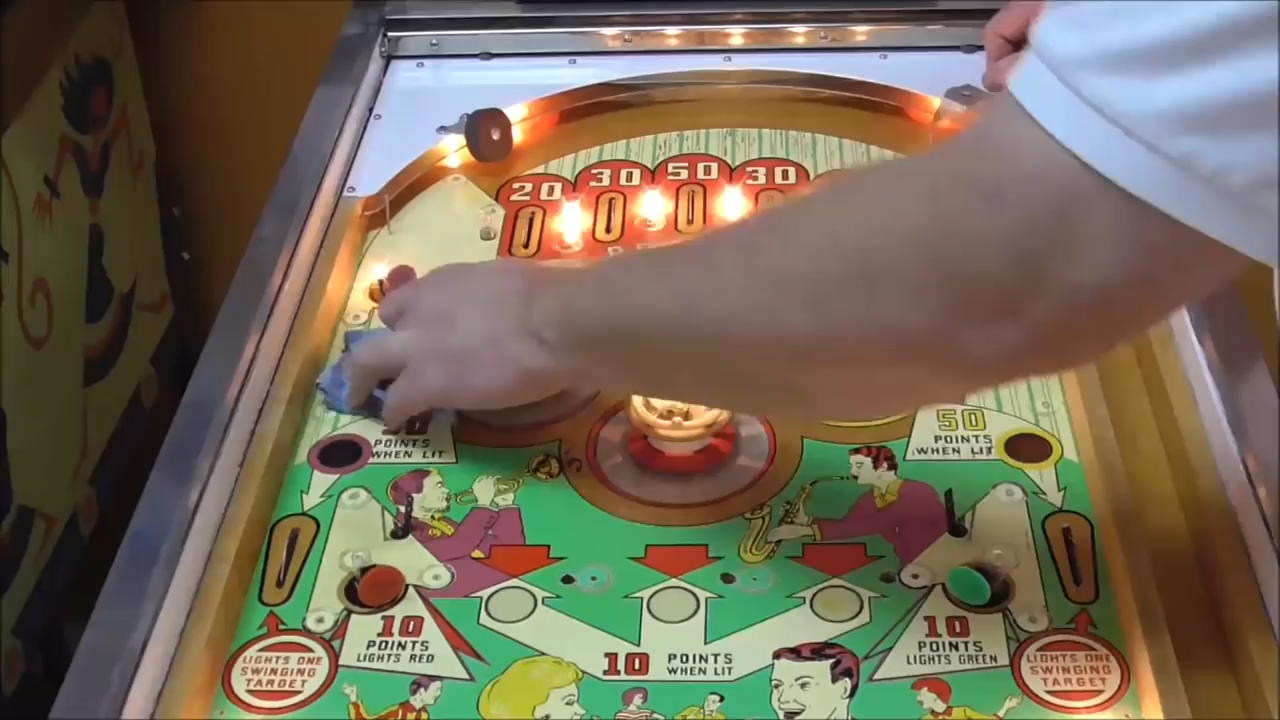 20 30 50 30
POINTS
WHEN LIT
50
POINTS
WHEN LIT
10
POINTS
LIGHTS RED
10
POINTS
LIGHTS GREEN
LIGHTS ONE
SWINGING
TARGET
10 POINTS
WHEN LIT
LIGHTS ONE
SWINGING
TARGET